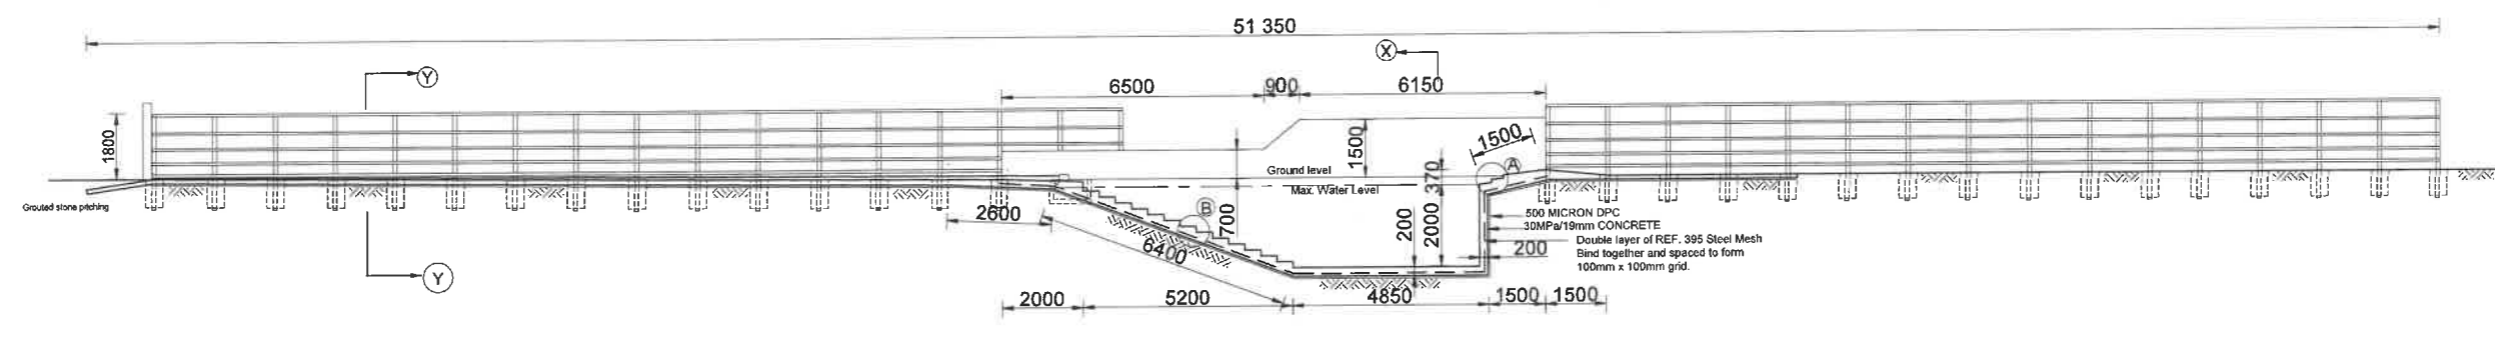 51 350
X
Y
6500
900
6150
1800
1500
1500
A
370
Ground level
Max. Water Level
Grouted stone pitching
B
700
200
2000
500 MICRON DPC
30MPa/19mm CONCRETE
Double layer of REF. 395 Steel Mesh
Bind together and spaced to form
100mm x 100mm grid.
200
2600
6400
Y
2000
5200
4850
1500
1500